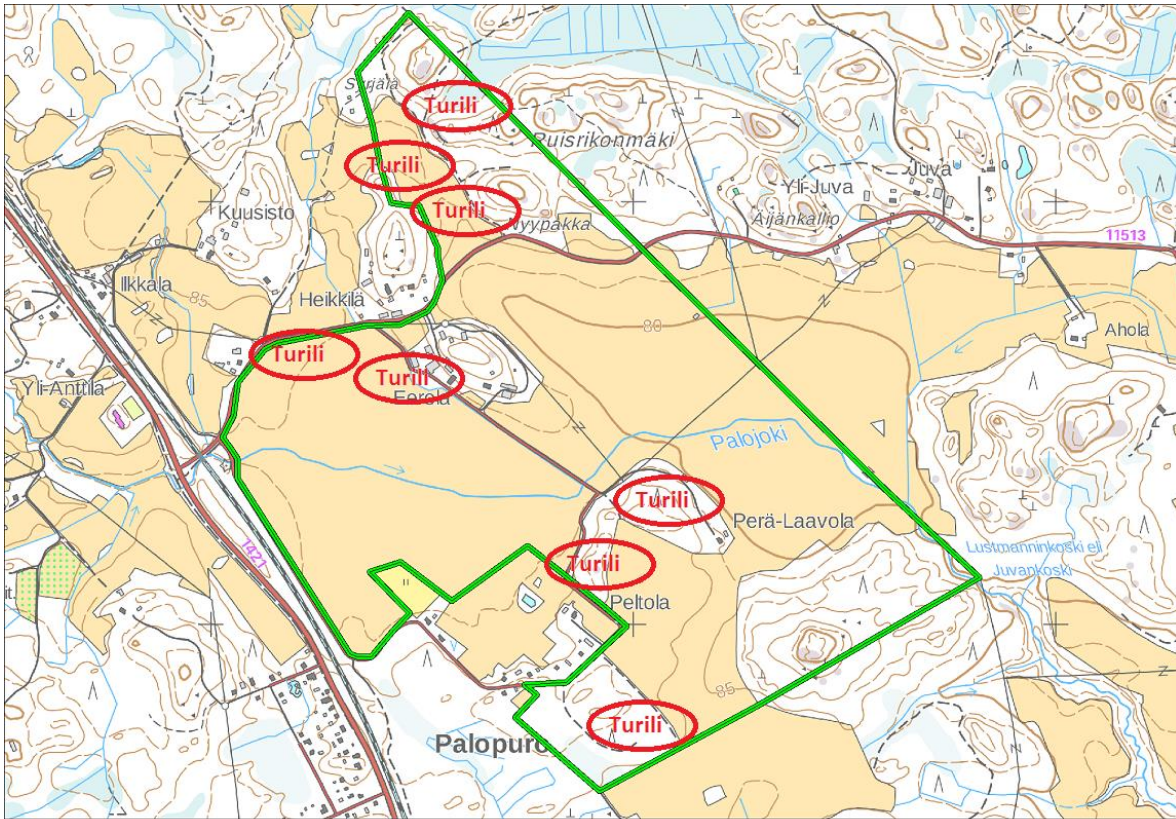 Syrjälä
Turili
Ruisrikonmäki
Turili
Yli-Juva
Juva
Kuusisto
Turili
Nyypakka
Äijänkallio
11513
Ilkkala
85
Heikkilä
80
Ahola
Turili
Turili
Yli-Anttila
Eerola
Palojoki
Turili
Perä-Laavola
1421
Lustmanninkoski eli
Juvankoski
Turili
Peltola
85
Turili
Palopuro